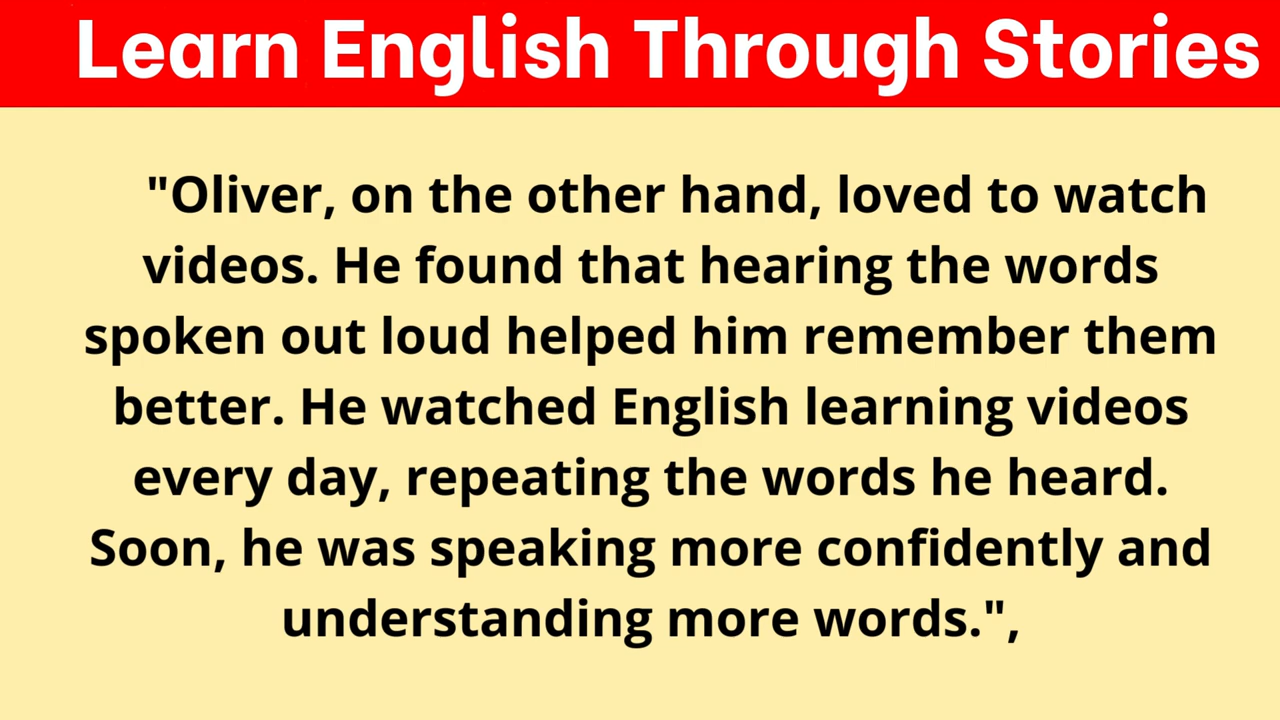 Learn English Through Stories
"Oliver, on the other hand, loved to watch
videos. He found that hearing the words
spoken out loud helped him remember them
better. He watched English learning videos
every day, repeating the words he heard.
Soon, he was speaking more confidently and
understanding more words.",